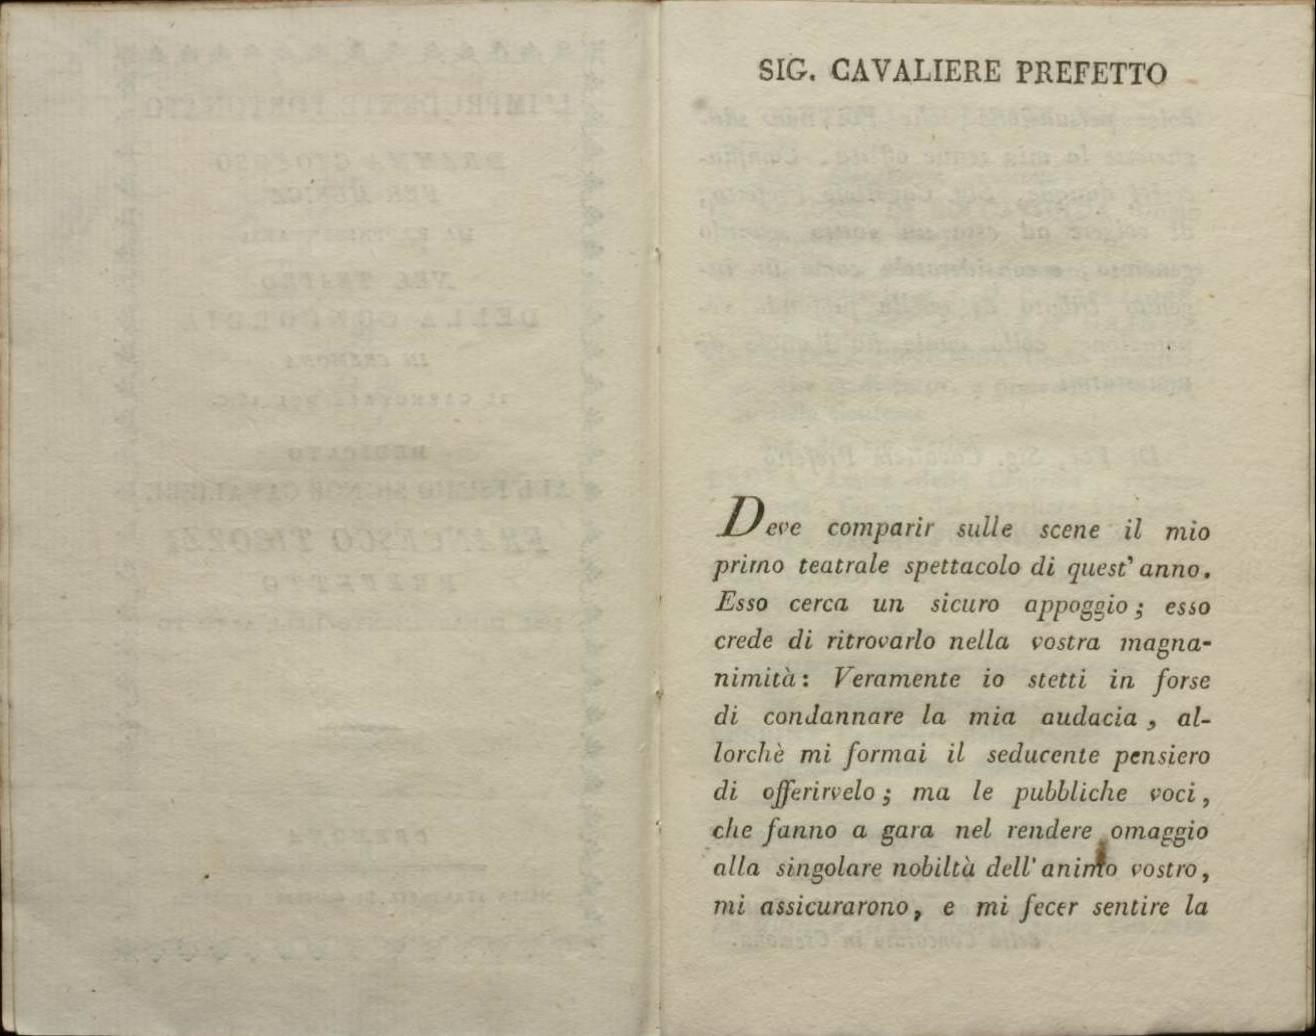 SIG. CAVALIERE PREFETTO
Deve comparir sulle scene il mio
primo teatrale spettacolo di quest' anno.
Esso cerca un sicuro appoggio; esso
crede di ritrovarlo nella vostra magna-
nimità: Veramente io stetti in forse
di condannare la mia audacia, al-
lorchè mi formai il seducente pensiero
di offerirvelo; ma le pubbliche voci,
che fanno a gara nel rendere omaggio
alla singolare nobiltà dell' animo vostro,
mi assicurarono, e mi fecer sentire la